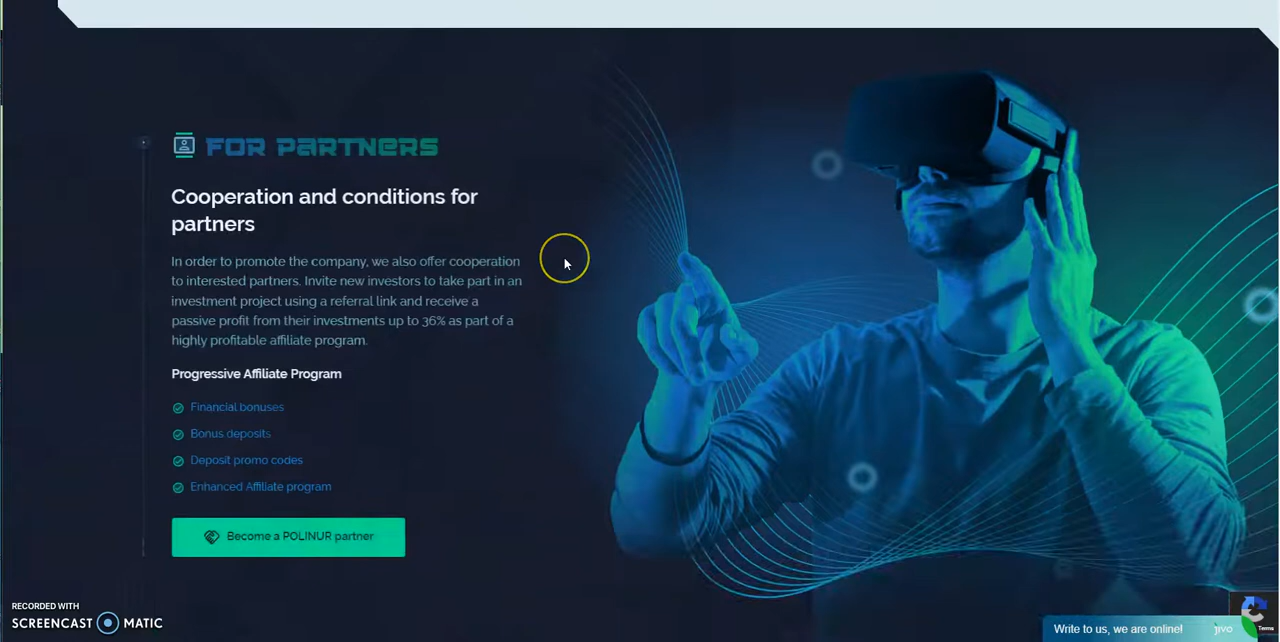 FOR PARTNERS
Cooperation and conditions for
partners
In order to promote the company, we also offer cooperation
to interested partners. Invite new investors to take part in an
investment project using a referral link and receive a
passive profit from their investments up to 36% as part of a
highly profitable affiliate program.
Progressive Affiliate Program
Financial bonuses
Bonus deposits
Deposit promo codes
Enhanced Affiliate program
Become a POLINUR partner
RECORDED WITH
SCREENCAST MATIC
Write to us, we are online! jivo
Terms